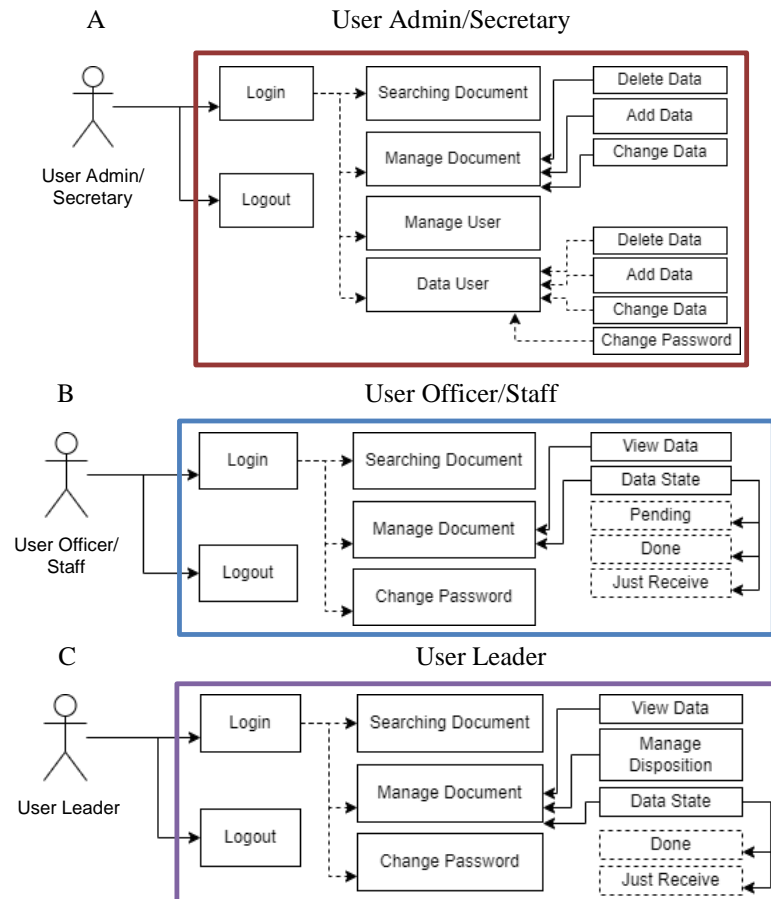 A
User Admin/Secretary
Login
Searching Document
Delete Data
Add Data
Manage Document
Change Data
User Admin/
Secretary
Logout
Manage User
Delete Data
Data User
Add Data
Change Data
Change Password
B
User Officer/Staff
Login
Searching Document
View Data
Data State
Pending
Manage Document
User Officer/
Staff
Logout
Done
Just Receive
Change Password
C
User Leader
Login
Searching Document
View Data
Manage
Disposition
Manage Document
Data State
User Leader
Logout
Done
Change Password
Just Receive